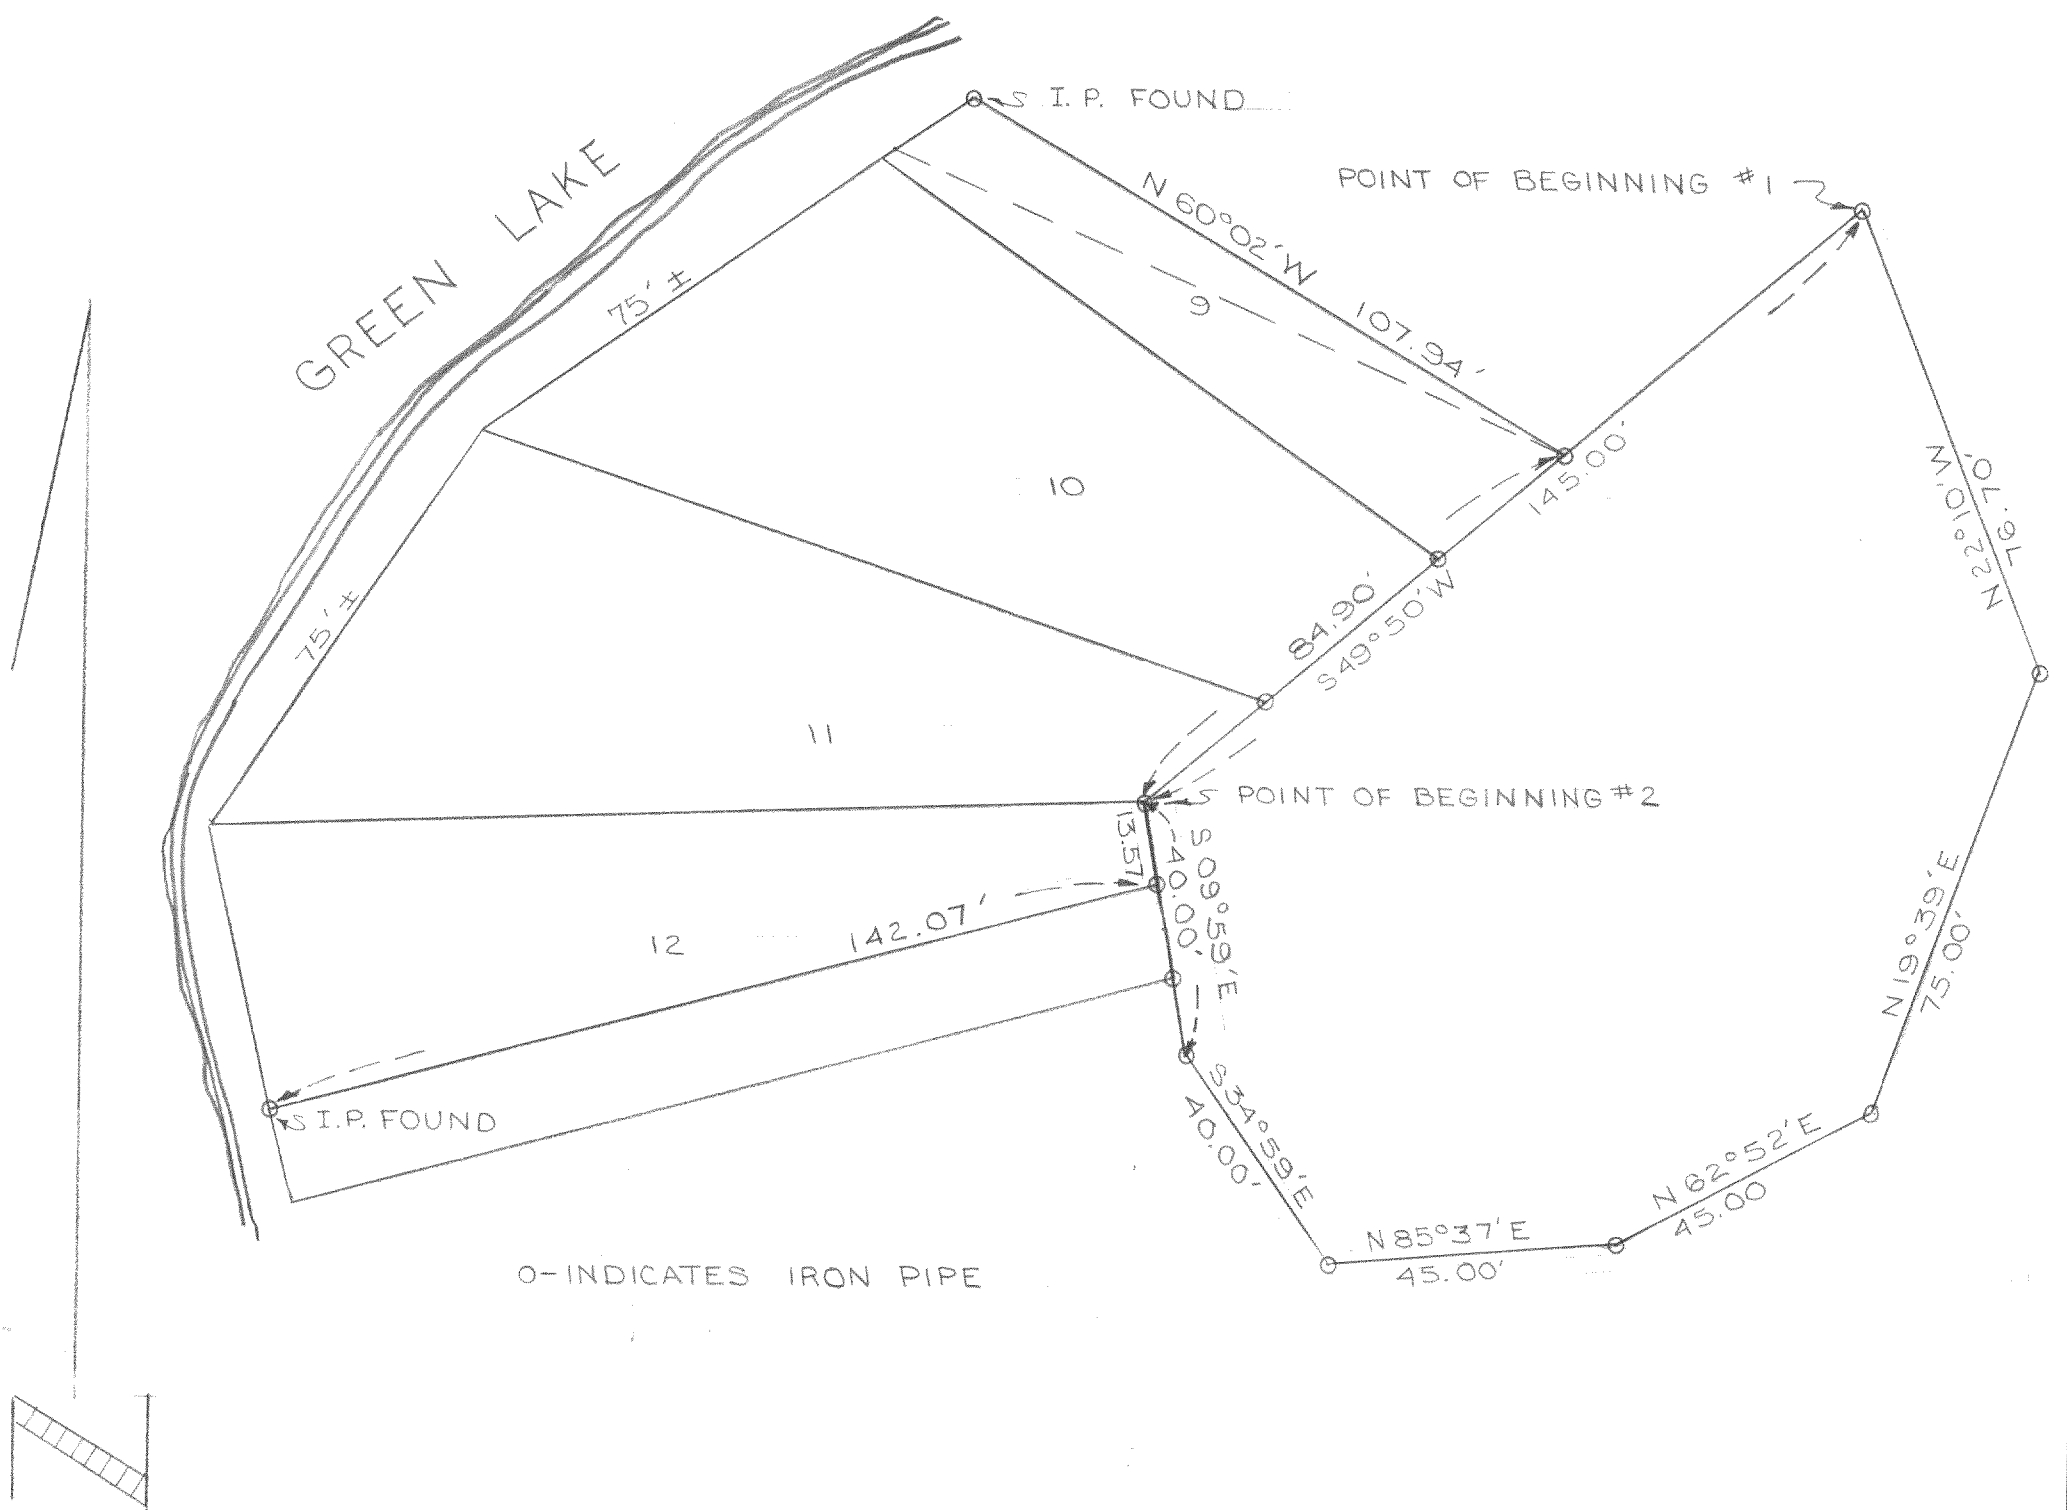 I. P. FOUND
POINT OF BEGINNING #1
GREEN LAKE
N 60°02' W 107.94'
75' ±
9
145.00'
N 22°10' W
76.70'
10
84.90'
S 49°50' W
75' ±
11
POINT OF BEGINNING #2
13.57
40.00'
S 09°59' E
142.07'
12
N 19°39' E
75.00'
I.P. FOUND
S 34°59' E
40.00'
N 62°52' E
45.00
N 85°37' E
45.00'
O-INDICATES IRON PIPE
N